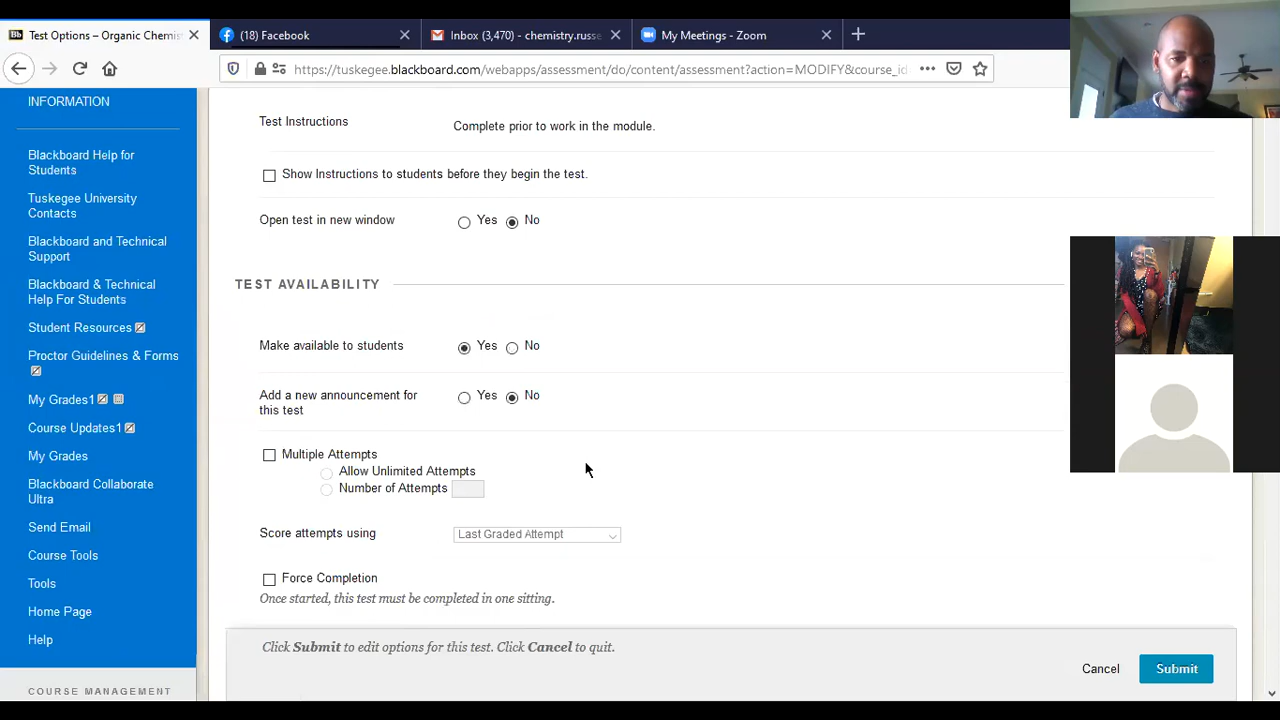 Test Options – Organic Chemis
(18) Facebook
Inbox (3,470) - chemistry.russe
My Meetings - Zoom
https://tuskegee.blackboard.com/webapps/assessment/do/content/assessment?action=MODIFY&course_id
INFORMATION
Blackboard Help for
Students
Tuskegee University
Contacts
Blackboard and Technical
Support
Blackboard & Technical
Help For Students
Student Resources
Proctor Guidelines & Forms
My Grades1
Course Updates1
My Grades
Blackboard Collaborate
Ultra
Send Email
Course Tools
Tools
Home Page
Help
COURSE MANAGEMENT
Test Instructions
Complete prior to work in the module.
Show Instructions to students before they begin the test.
Open test in new window Yes No
TEST AVAILABILITY
Make available to students Yes No
Add a new announcement for
this test
Yes No
Multiple Attempts
Allow Unlimited Attempts
Number of Attempts
Score attempts using Last Graded Attempt
Force Completion
Once started, this test must be completed in one sitting.
Click Submit to edit options for this test. Click Cancel to quit.
Cancel Submit